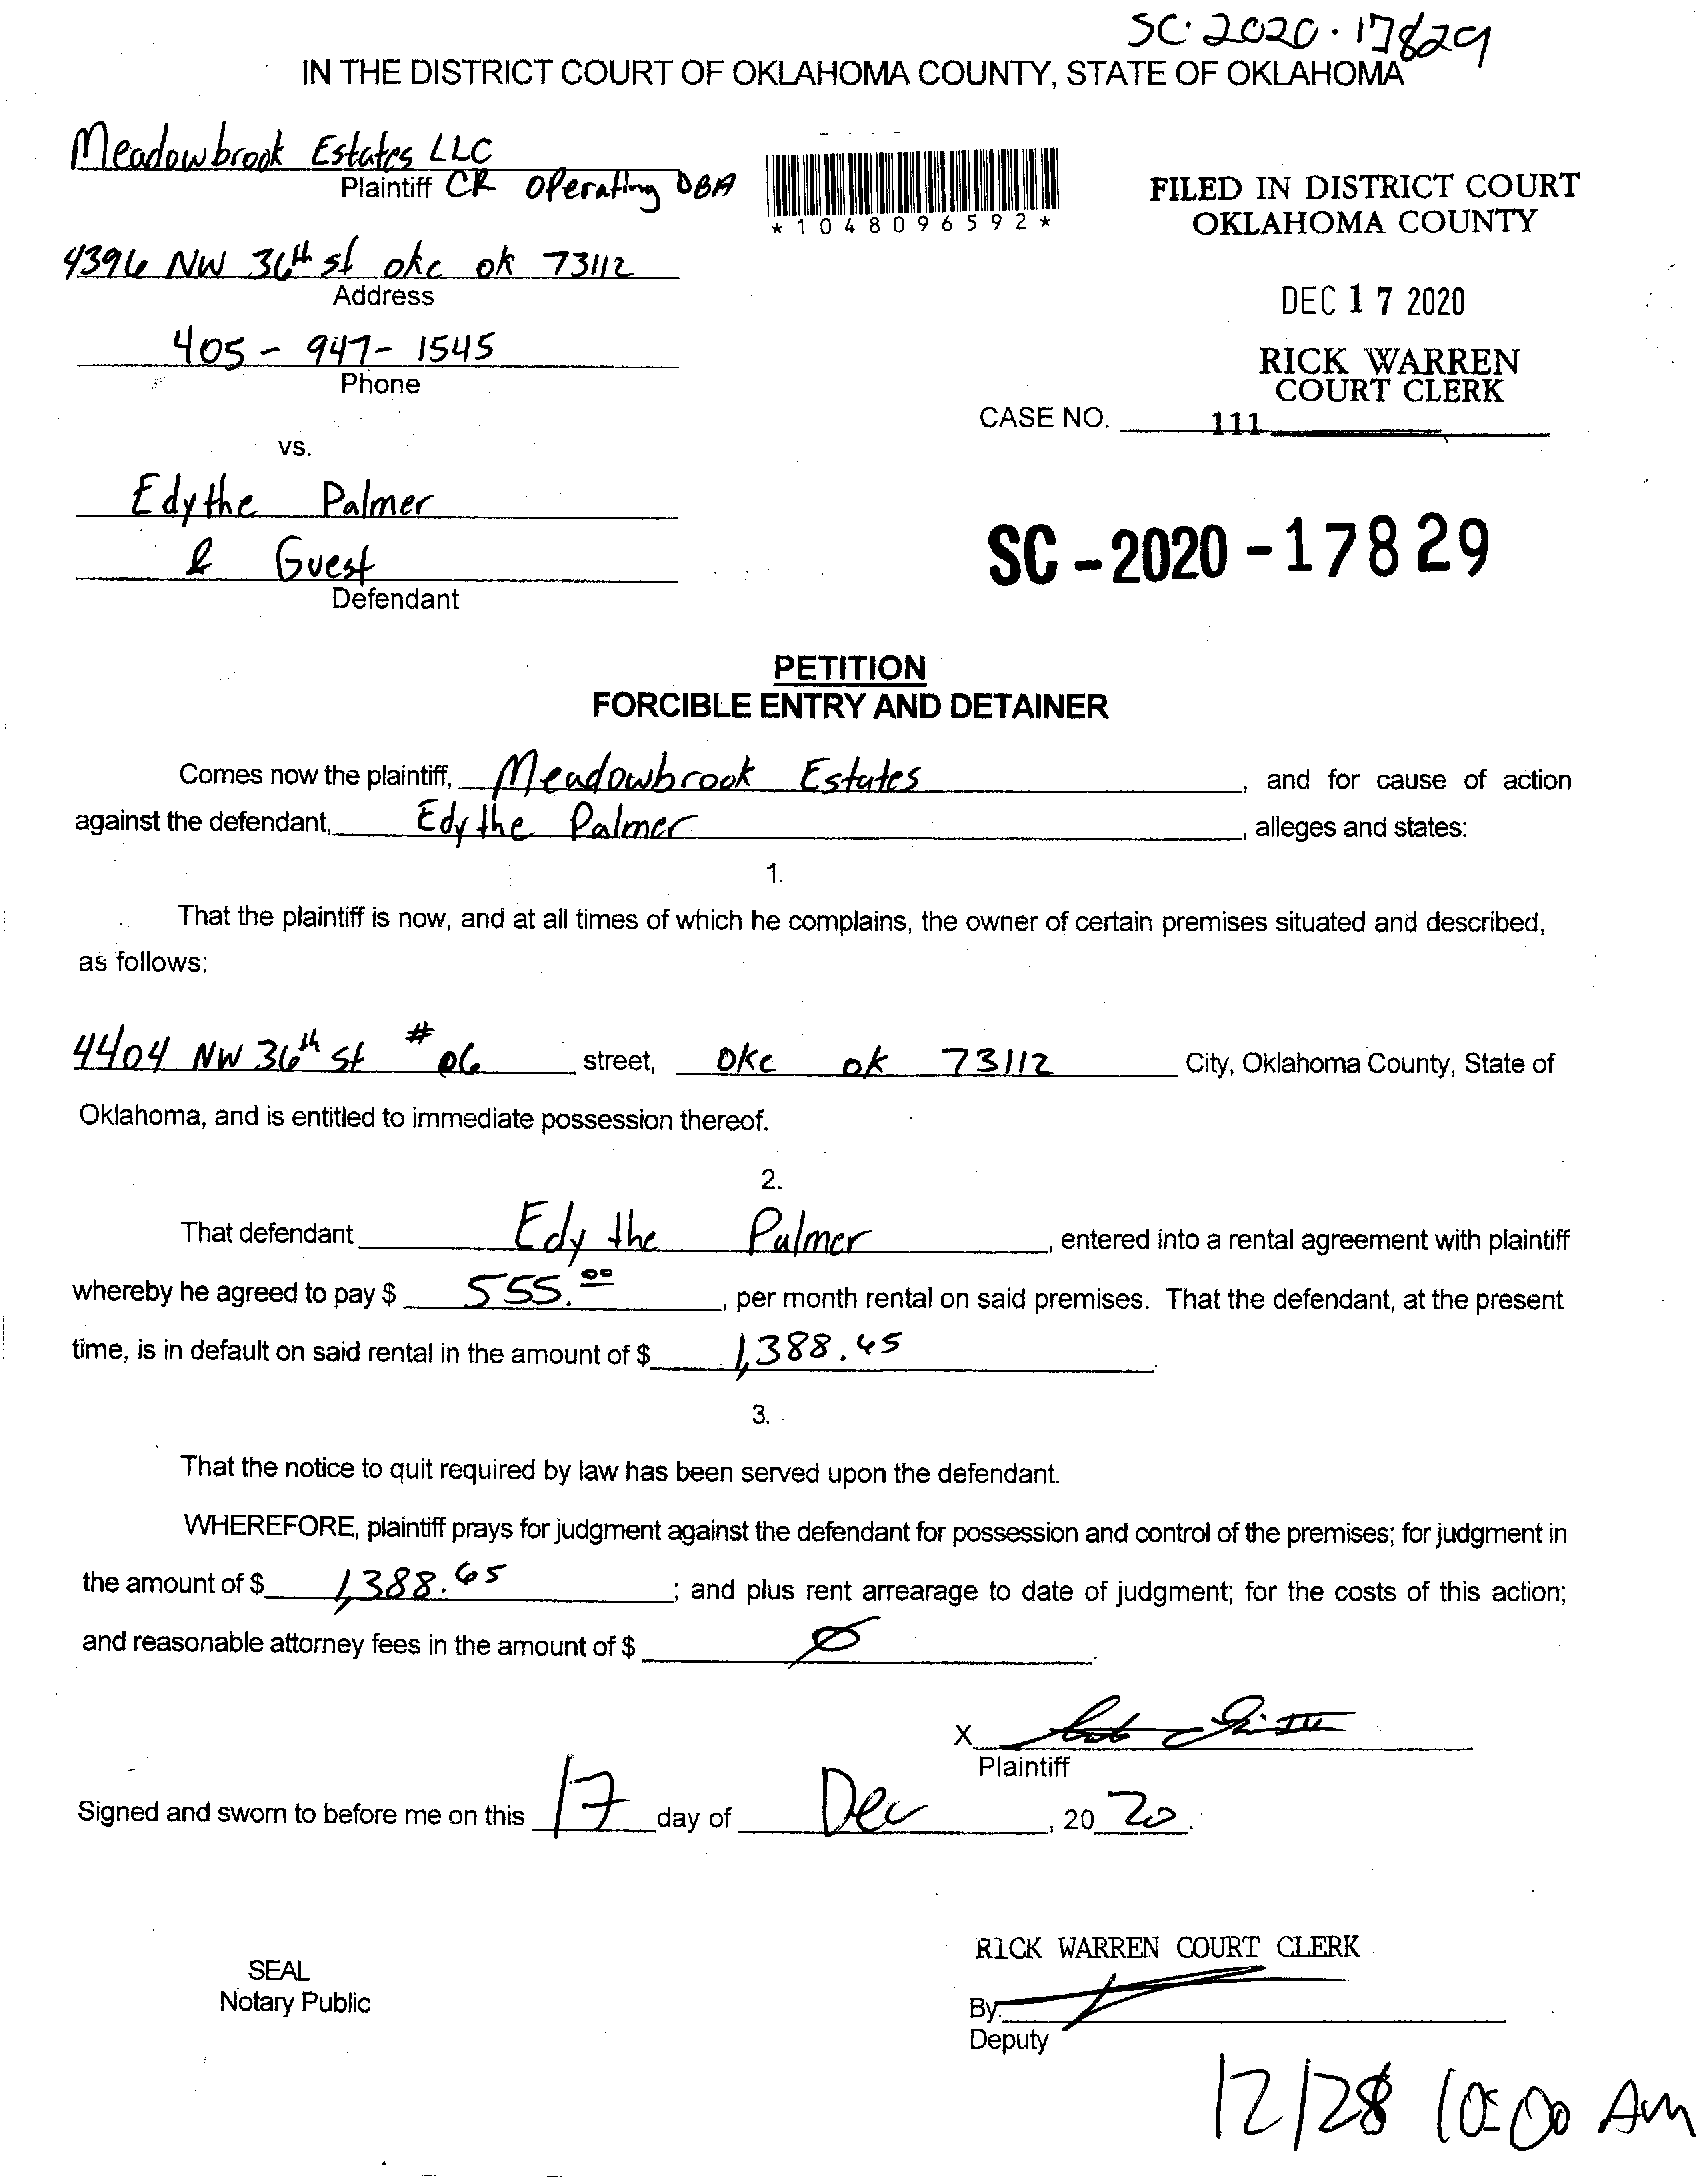 SC-2020-17829
IN THE DISTRICT COURT OF OKLAHOMA COUNTY, STATE OF OKLAHOMA
Meadowbrook Estates LLC
Plaintiff CR Operating DBA
*1048096592*
FILED IN DISTRICT COURT
OKLAHOMA COUNTY
4396 NW 36th st okc ok 73112
Address
DEC 17 2020
405-947-1545
Phone
RICK WARREN
COURT CLERK
CASE NO. 111
vs.
Edythe Palmer
& Guest
Defendant
SC-2020-17829
PETITION
FORCIBLE ENTRY AND DETAINER
Comes now the plaintiff, Meadowbrook Estates, and for cause of action
against the defendant, Edythe Palmer, alleges and states:
1.
That the plaintiff is now, and at all times of which he complains, the owner of certain premises situated and described,
as follows:
4404 NW 36th St #06 street, OKc ok 73112 City, Oklahoma County, State of
Oklahoma, and is entitled to immediate possession thereof.
2.
That defendant Edythe Palmer, entered into a rental agreement with plaintiff
whereby he agreed to pay $ 555.00, per month rental on said premises. That the defendant, at the present
time, is in default on said rental in the amount of $ 1,388.65.
3.
That the notice to quit required by law has been served upon the defendant.
WHEREFORE, plaintiff prays for judgment against the defendant for possession and control of the premises; for judgment in
the amount of $ 1,388.65; and plus rent arrearage to date of judgment; for the costs of this action;
and reasonable attorney fees in the amount of $ Ø.
X
Plaintiff
Signed and sworn to before me on this 17 day of Dec, 2020.
RICK WARREN COURT CLERK
SEAL
Notary Public
By:
Deputy
12/28 10:00 Am